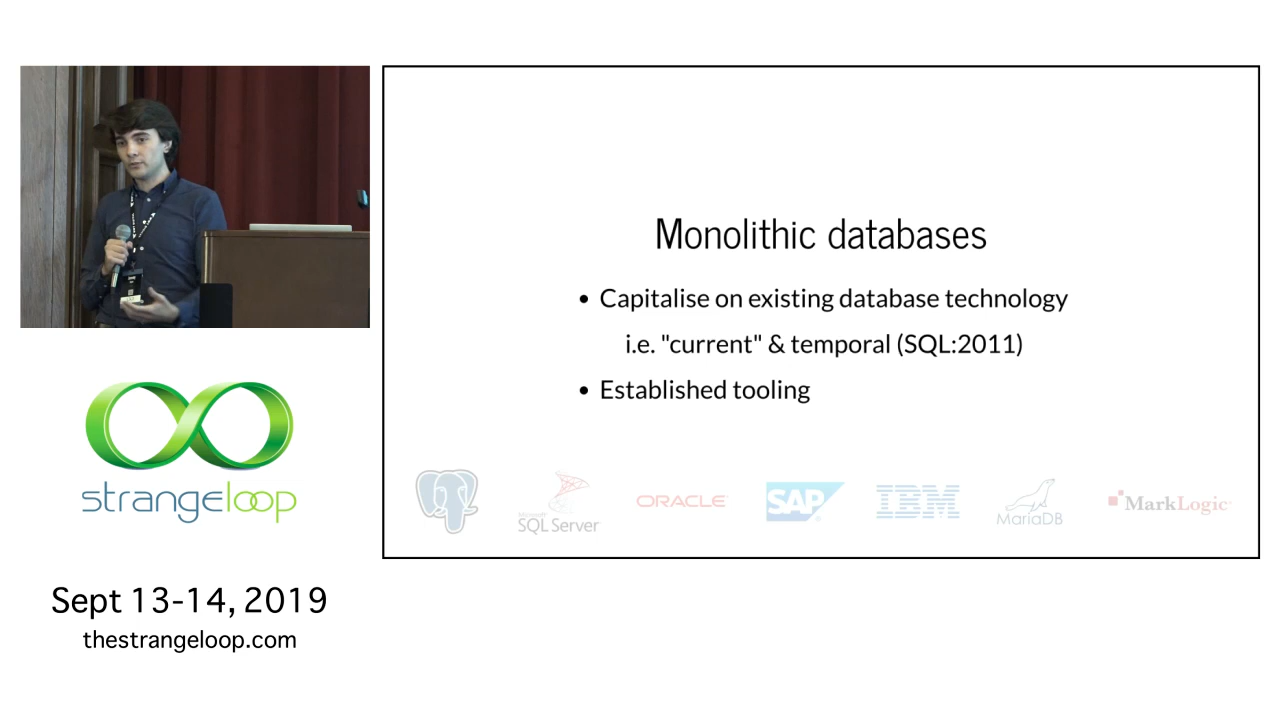 Monolithic databases
• Capitalise on existing database technology
i.e. "current" & temporal (SQL:2011)
• Established tooling
Microsoft
SQL Server
ORACLE
SAP
IBM
MariaDB
MarkLogic
strangeloop
Sept 13-14, 2019
thestrangeloop.com